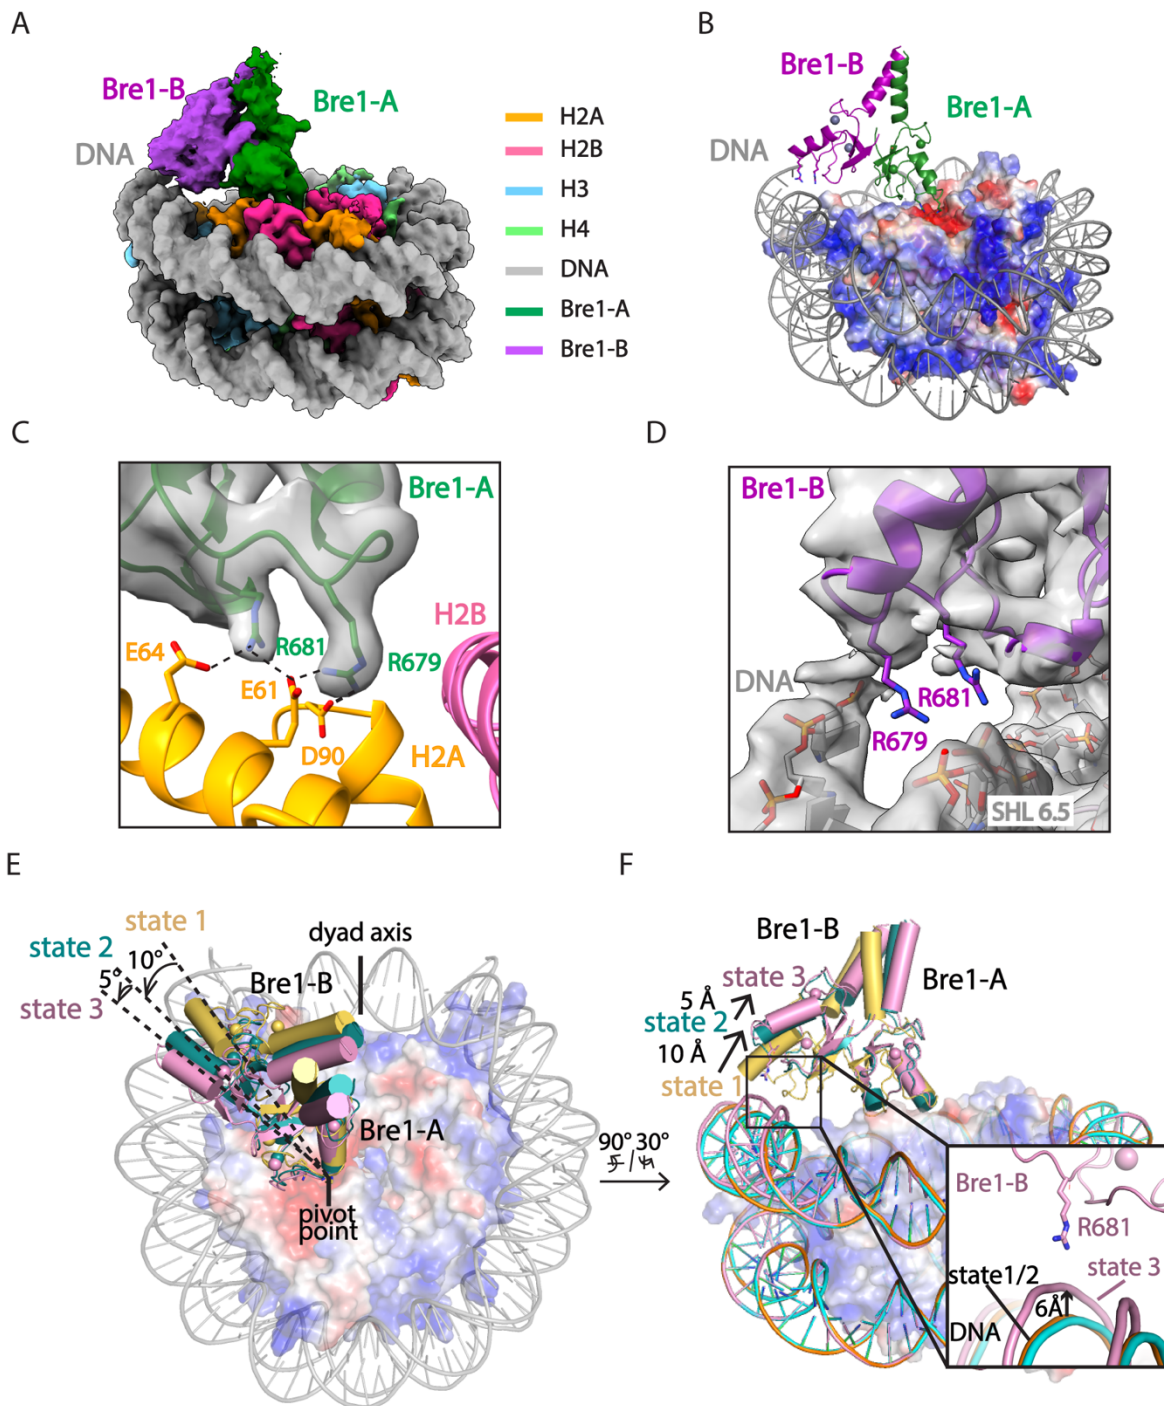 A
Bre1-B
Bre1-A
DNA
H2A
H2B
H3
H4
DNA
Bre1-A
Bre1-B
B
Bre1-B
Bre1-A
DNA
C
Bre1-A
H2B
E64
R681
R679
E61
D90
H2A
D
Bre1-B
DNA
R681
R679
SHL 6.5
E
state 1
state 2
10°
5°
state 3
dyad axis
Bre1-B
Bre1-A
pivot
point
90° 30°
F
Bre1-B
state 3
Bre1-A
5 Å
state 2
10 Å
state 1
Bre1-B
R681
state1/2
state 3
6Å
DNA